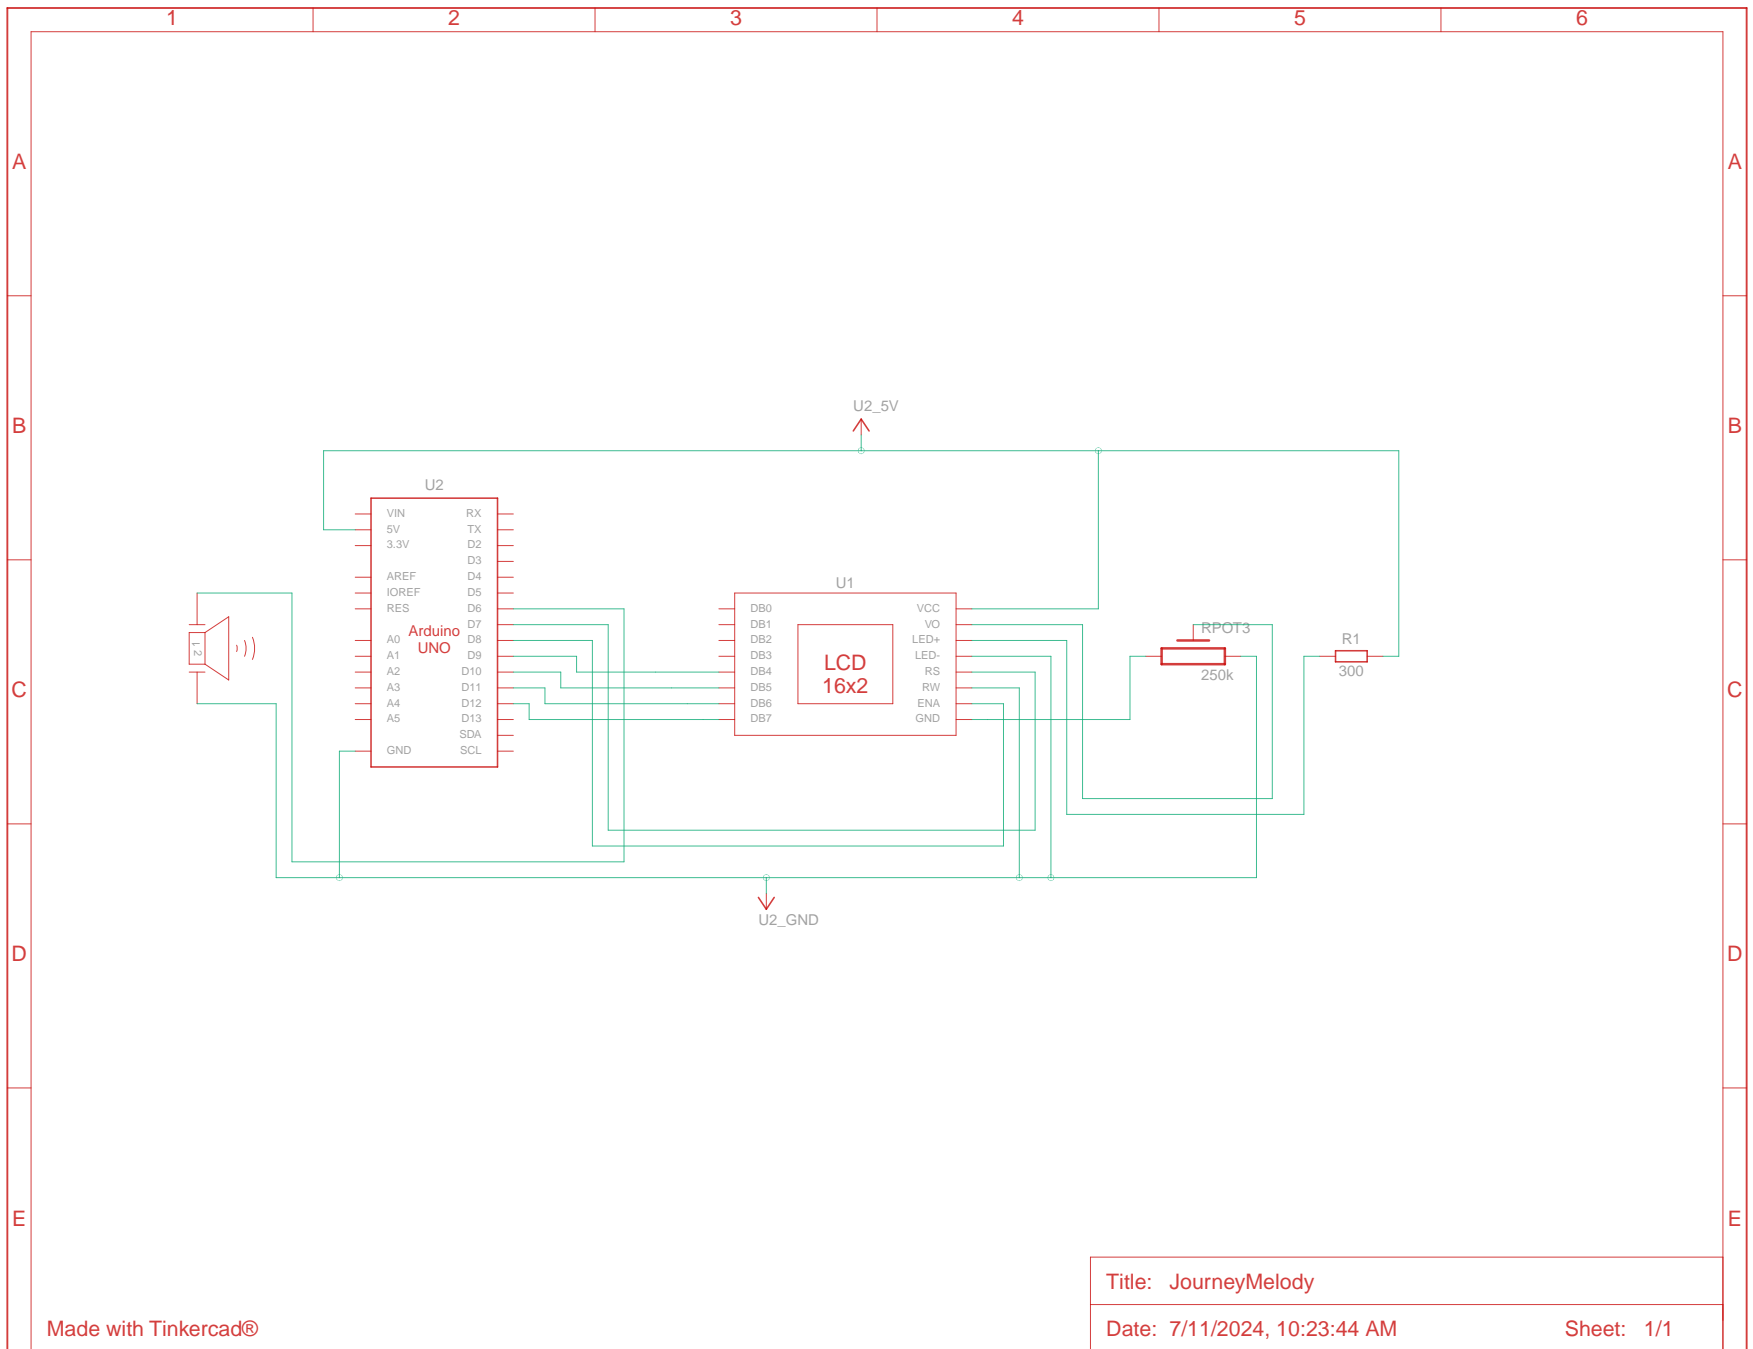 1 2 3 4 5 6
A A
U2_5V
B B
U2
VIN RX
5V TX
3.3V D2
D3
AREF D4
IOREF D5
RES D6
D7
A0 D8
A1 D9
A2 D10
A3 D11
A4 D12
A5 D13
SDA
GND SCL
Arduino
UNO
1 2
U1
DB0 VCC
DB1 VO
DB2 LED+
DB3 LED-
DB4 RS
DB5 RW
DB6 ENA
DB7 GND
LCD
16x2
RPOT3
250k
R1
300
C C
U2_GND
D D
E E
Title: JourneyMelody
Made with Tinkercad®
Date: 7/11/2024, 10:23:44 AM Sheet: 1/1